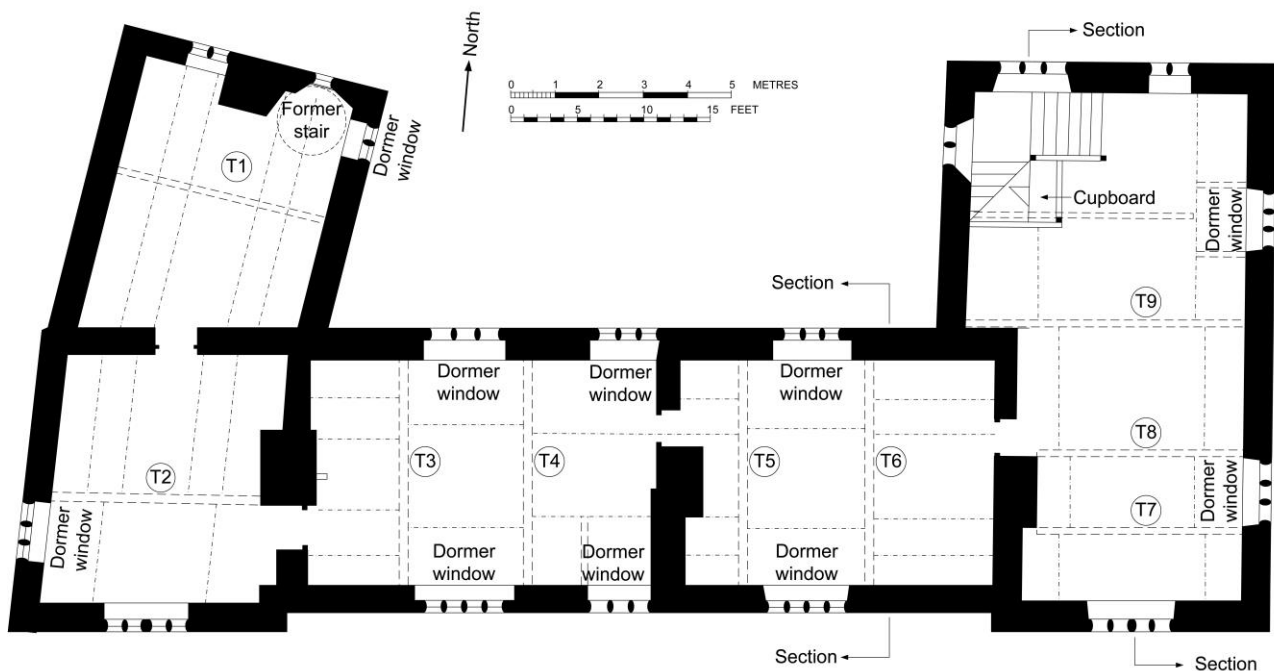 Section
North
0 1 2 3 4 5 METRES
0 5 10 15 FEET
Former
stair
Dormer
window
T1
Cupboard
Dormer
window
Section
T9
Dormer
window
Dormer
window
Dormer
window
T8
T2
T3
T4
T5
T6
T7
Dormer
window
Dormer
window
Dormer
window
Dormer
window
Dormer
window
Section
Section